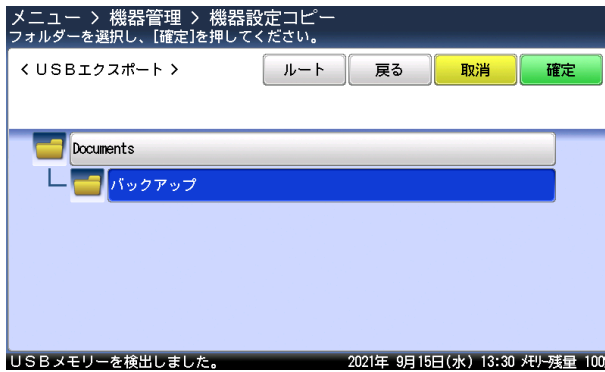 メニュー > 機器管理 > 機器設定コピー
フォルダーを選択し、[確定]を押してください。
<USBエクスポート> ルート 戻る 取消 確定
Documents
バックアップ
USBメモリーを検出しました。 2021年 9月15日(水) 13:30 ﾒﾓﾘｰ残量 100